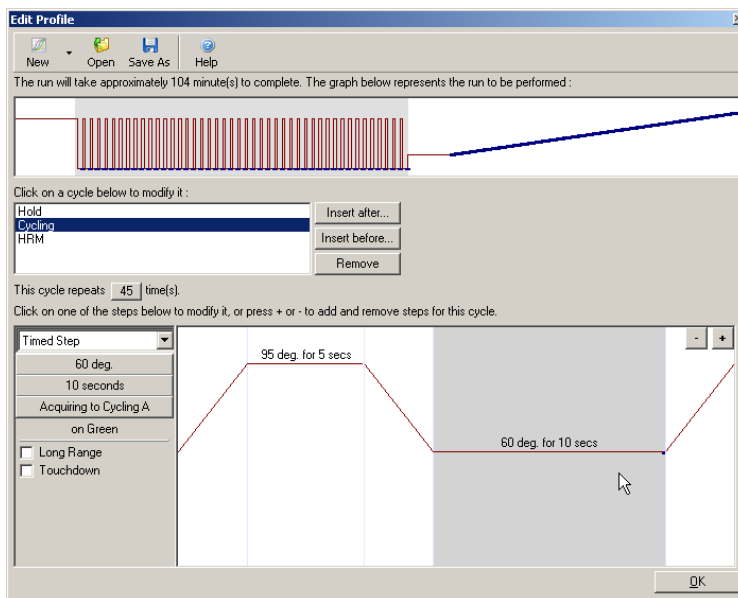 Edit Profile
New Open Save As Help
The run will take approximately 104 minute(s) to complete. The graph below represents the run to be performed :
Click on a cycle below to modify it :
Hold
Cycling
HRM
Insert after...
Insert before...
Remove
This cycle repeats 45 time(s).
Click on one of the steps below to modify it, or press + or - to add and remove steps for this cycle.
Timed Step
60 deg.
10 seconds
Acquiring to Cycling A
on Green
Long Range
Touchdown
95 deg. for 5 secs
60 deg. for 10 secs
- +
OK